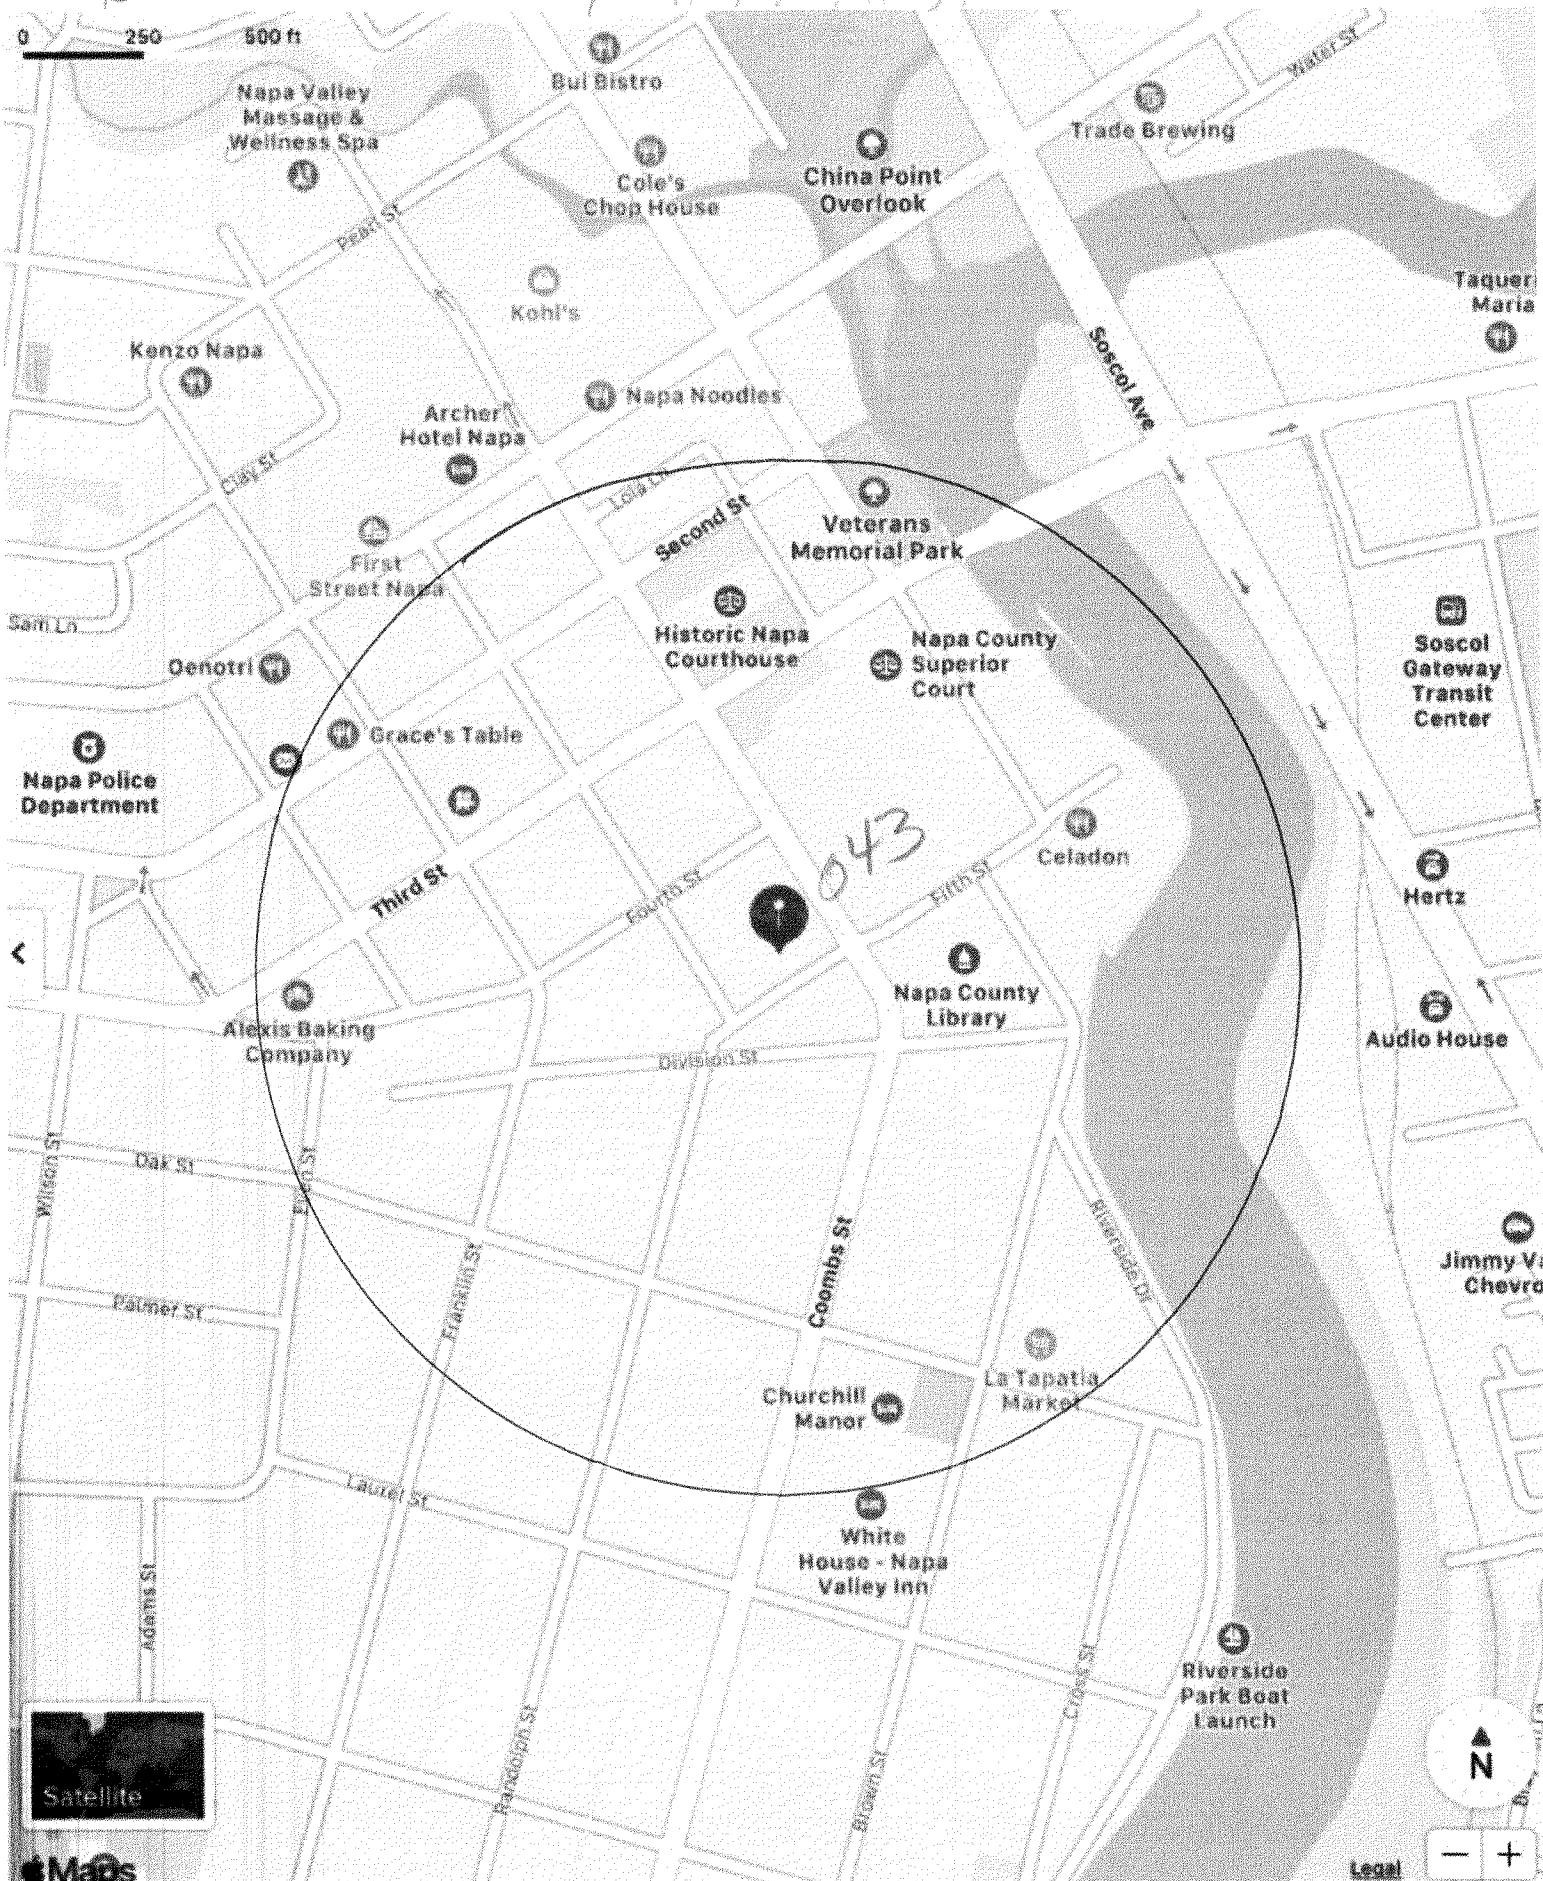 0 250 500 ft
Bui Bistro
Water St
Napa Valley
Massage &
Wellness Spa
Trade Brewing
China Point
Overlook
Cole's
Chop House
Pearl St
Kohl's
Taquer
Maria
Kenzo Napa
Soscol Ave
Napa Noodles
Archer
Hotel Napa
Clay St
Lola Ln
Second St
Veterans
Memorial Park
First
Street Napa
Sam Ln
Historic Napa
Courthouse
Napa County
Superior
Court
Soscol
Gateway
Transit
Center
Oenotri
Grace's Table
Napa Police
Department
043
Celadon
Third St
Fourth St
Fifth St
Hertz
Napa County
Library
Alexis Baking
Company
Audio House
Division St
Wilson St
Oak St
Riverside Dr
Coombs St
Franklin St
Jimmy Va
Chevro
Palmer St
La Tapatia
Market
Churchill
Manor
Laurel St
White
House - Napa
Valley Inn
Adams St
Cross St
Riverside
Park Boat
Launch
Randolph St
Brown St
N
Satellite
Maps
Legal